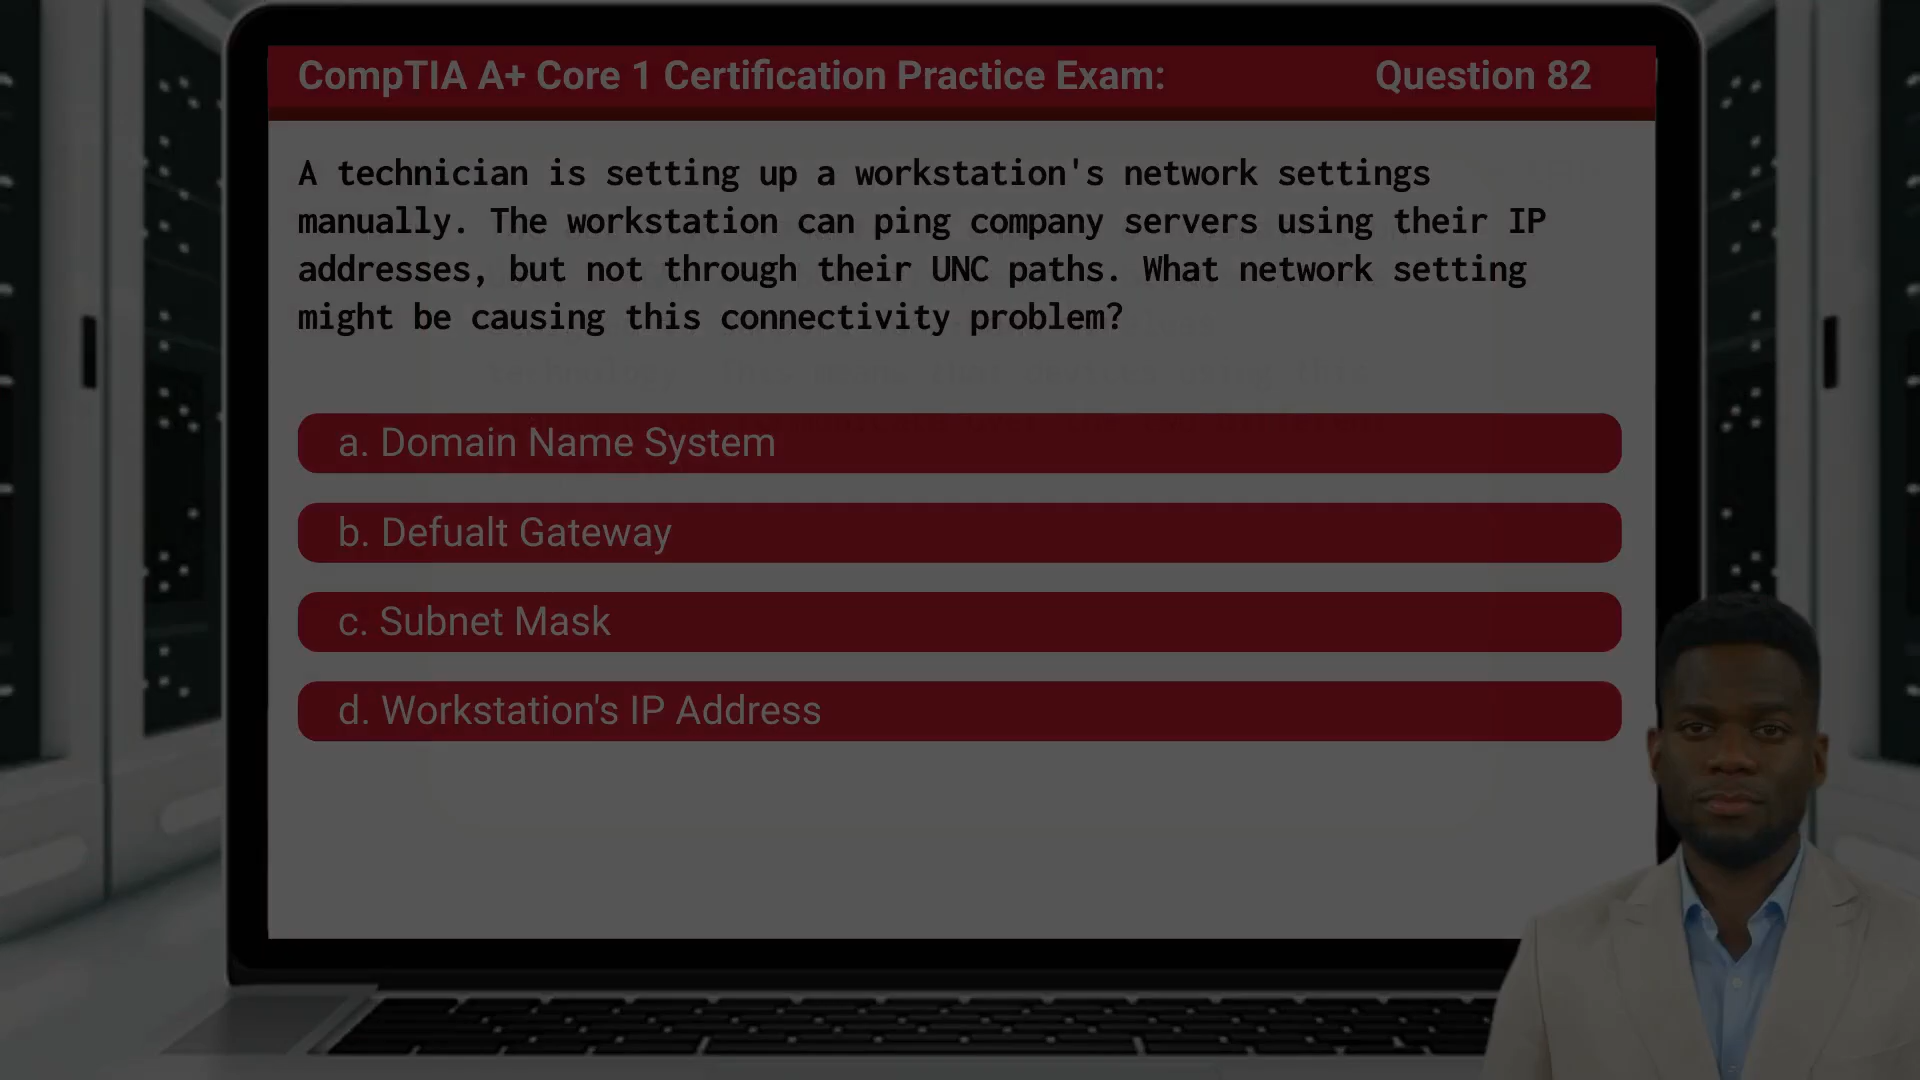 CompTIA A+ Core 1 Certification Practice Exam: Question 82
A technician is setting up a workstation's network settings
manually. The workstation can ping company servers using their IP
addresses, but not through their UNC paths. What network setting
might be causing this connectivity problem?
a. Domain Name System
b. Defualt Gateway
c. Subnet Mask
d. Workstation's IP Address